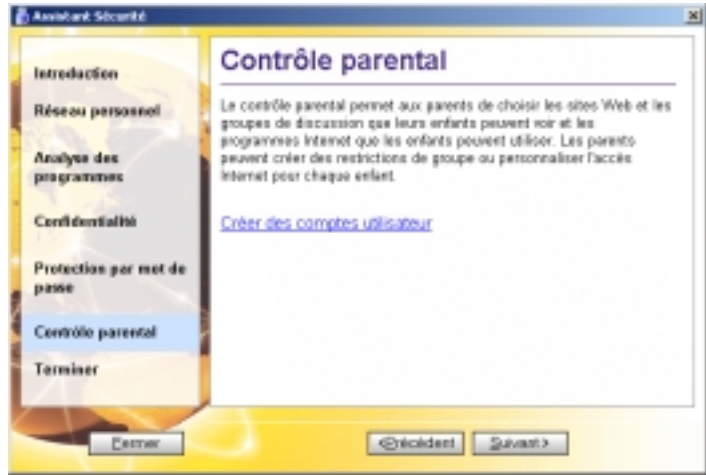 Assistant Sécurité
Introduction
Réseau personnel
Analyse des
programmes
Confidentialité
Protection par mot de
passe
Contrôle parental
Terminer
Contrôle parental
Le contrôle parental permet aux parents de choisir les sites Web et les
groupes de discussion que leurs enfants peuvent voir et les
programmes Internet que les enfants peuvent utiliser. Les parents
peuvent créer des restrictions de groupe ou personnaliser l'accès
Internet pour chaque enfant.
Créer des comptes utilisateur
Fermer
<Précédent
Suivant>